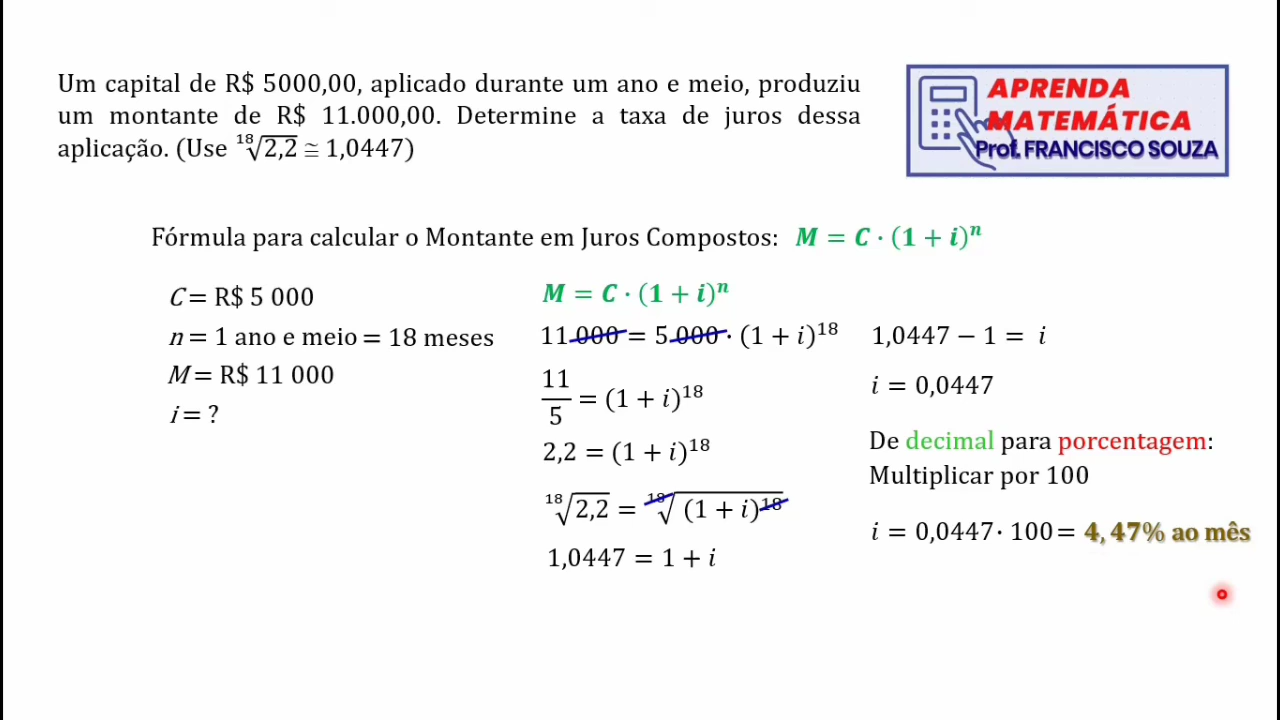 Um capital de R$ 5000,00, aplicado durante um ano e meio, produziu
um montante de R$ 11.000,00. Determine a taxa de juros dessa
aplicação. (Use ¹⁸√2,2 ≅ 1,0447)
APRENDA
MATEMÁTICA
Prof. FRANCISCO SOUZA
Fórmula para calcular o Montante em Juros Compostos: M = C · (1 + i)ⁿ
C = R$ 5 000
n = 1 ano e meio = 18 meses
M = R$ 11 000
i = ?
M = C · (1 + i)ⁿ
11.000 = 5.000 · (1 + i)¹⁸
11/5 = (1 + i)¹⁸
2,2 = (1 + i)¹⁸
¹⁸√2,2 = ¹⁸√(1 + i)¹⁸
1,0447 = 1 + i
1,0447 − 1 = i
i = 0,0447
De decimal para porcentagem:
Multiplicar por 100
i = 0,0447 · 100 = 4,47% ao mês